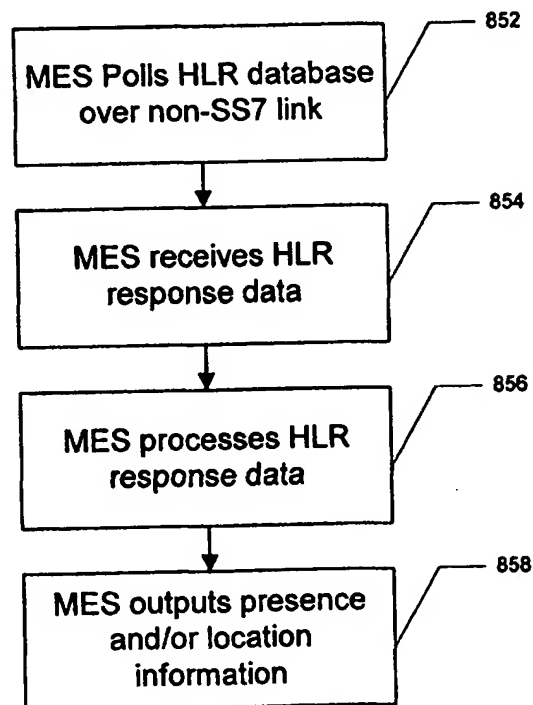 852
MES Polls HLR database
over non-SS7 link
854
MES receives HLR
response data
856
MES processes HLR
response data
858
MES outputs presence
and/or location
information